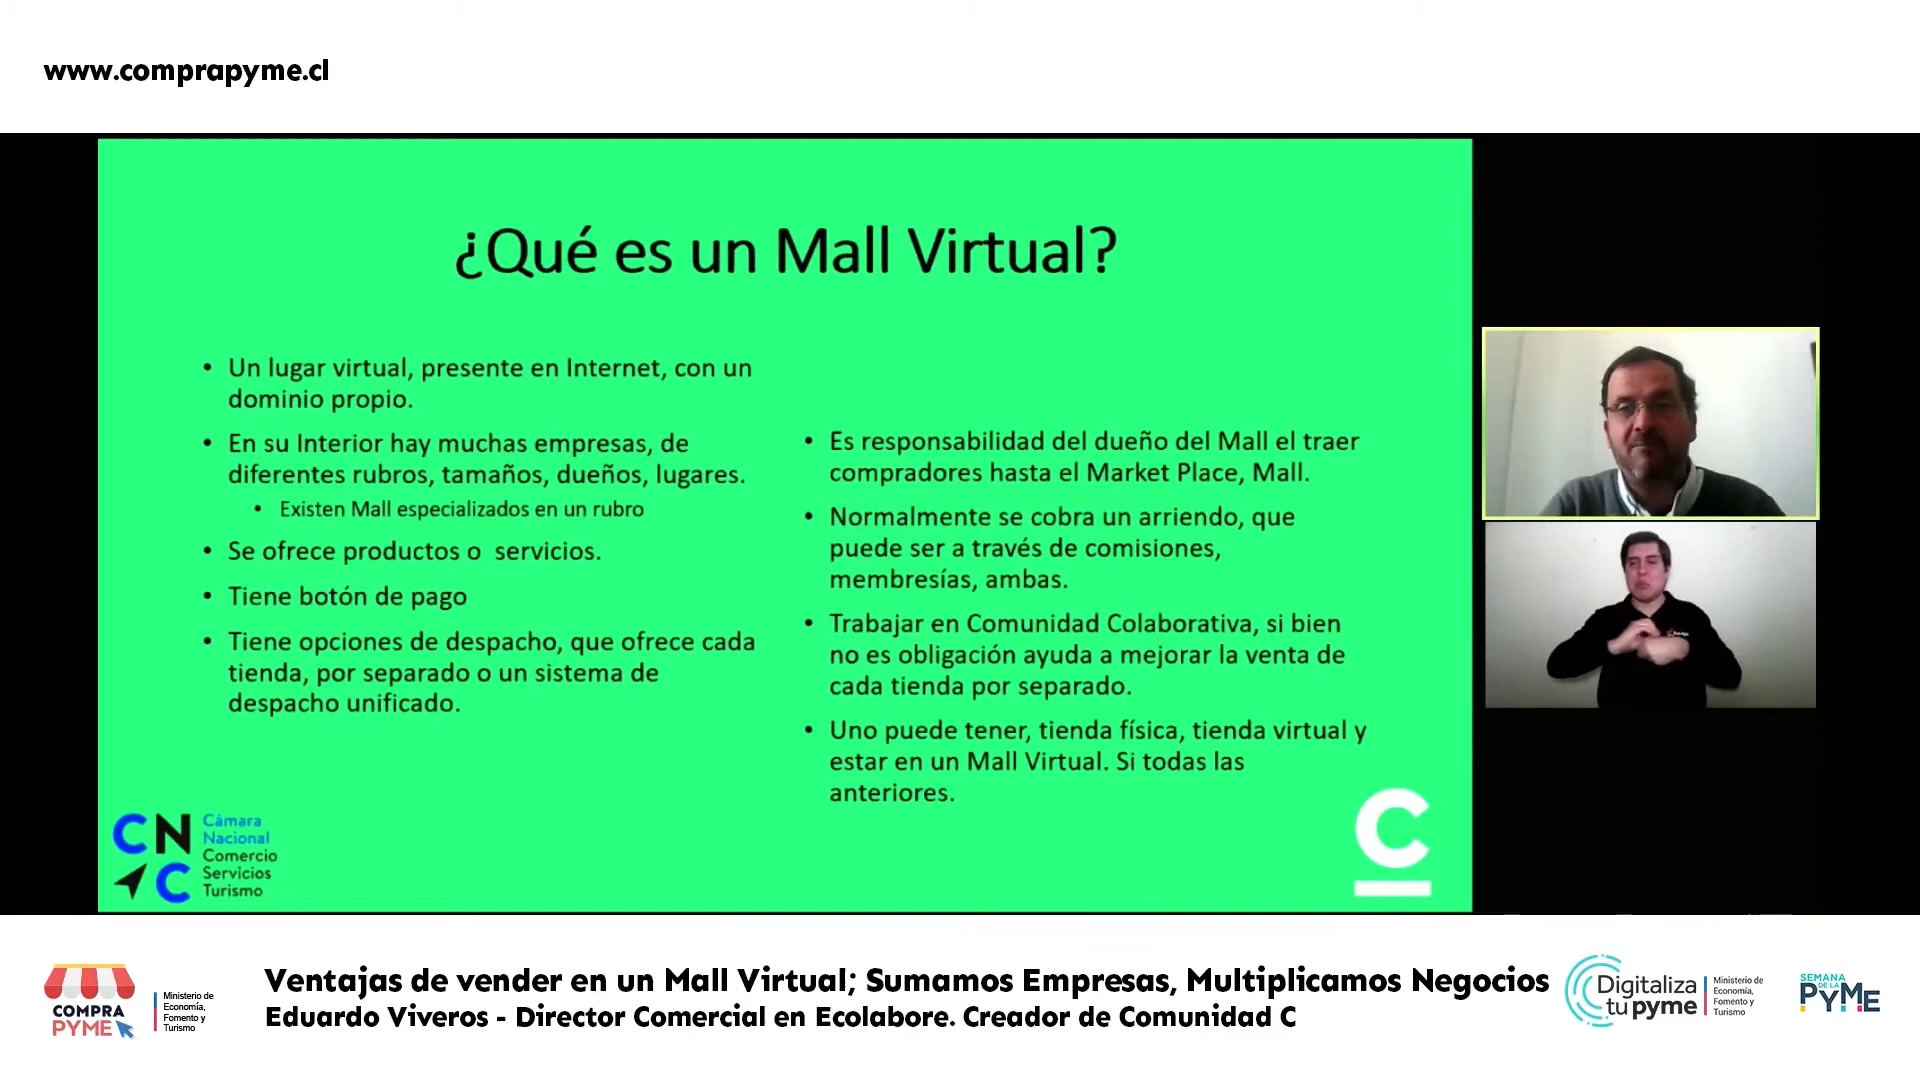 www.comprapyme.cl
¿Qué es un Mall Virtual?
• Un lugar virtual, presente en Internet, con un
dominio propio.
• En su Interior hay muchas empresas, de
diferentes rubros, tamaños, dueños, lugares.
• Existen Mall especializados en un rubro
• Se ofrece productos o servicios.
• Tiene botón de pago
• Tiene opciones de despacho, que ofrece cada
tienda, por separado o un sistema de
despacho unificado.
• Es responsabilidad del dueño del Mall el traer
compradores hasta el Market Place, Mall.
• Normalmente se cobra un arriendo, que
puede ser a través de comisiones,
membresías, ambas.
• Trabajar en Comunidad Colaborativa, si bien
no es obligación ayuda a mejorar la venta de
cada tienda por separado.
• Uno puede tener, tienda física, tienda virtual y
estar en un Mall Virtual. Si todas las
anteriores.
CNC
Cámara
Nacional
Comercio
Servicios
Turismo
C
COMPRA
PYME
Ministerio de
Economía,
Fomento y
Turismo
Ventajas de vender en un Mall Virtual; Sumamos Empresas, Multiplicamos Negocios
Eduardo Viveros - Director Comercial en Ecolabore. Creador de Comunidad C
Digitaliza
tu pyme
Ministerio de
Economía,
Fomento y
Turismo
SEMANA
DE LA
PYME